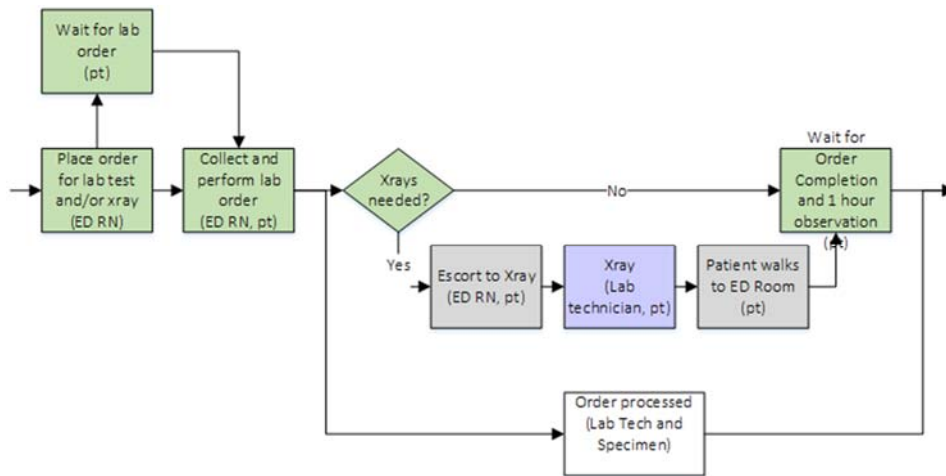 Wait for lab
order
(pt)
Place order
for lab test
and/or xray
(ED RN)
Collect and
perform lab
order
(ED RN, pt)
Xrays
needed?
No
Yes
Wait for
Order
Completion
and 1 hour
observation
(pt)
Escort to Xray
(ED RN, pt)
Xray
(Lab
technician, pt)
Patient walks
to ED Room
(pt)
Order processed
(Lab Tech and
Specimen)